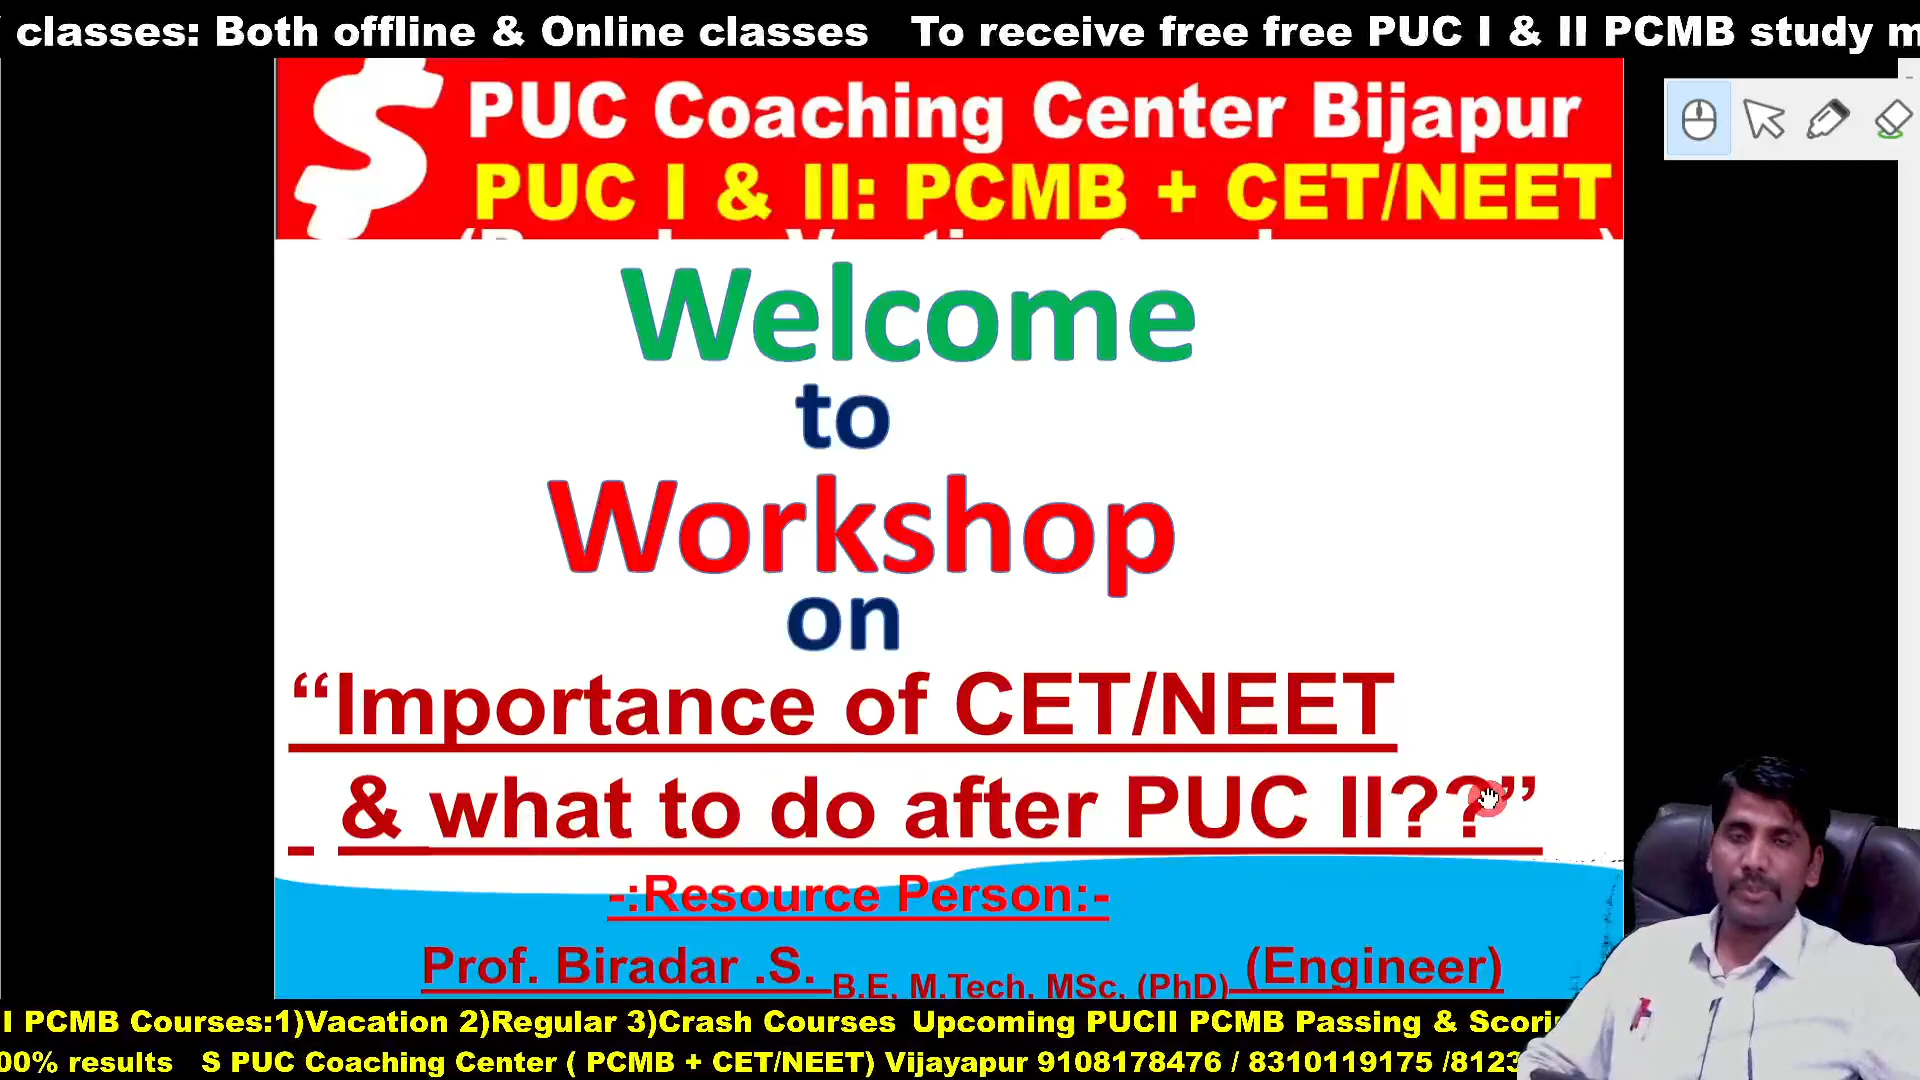 classes: Both offline & Online classes To receive free free PUC I & II PCMB study m
S PUC Coaching Center Bijapur
PUC I & II: PCMB + CET/NEET
Welcome
to
Workshop
on
“Importance of CET/NEET
& what to do after PUC II??”
-:Resource Person:-
Prof. Biradar .S. B.E, M.Tech, MSc, (PhD) (Engineer)
I PCMB Courses:1)Vacation 2)Regular 3)Crash Courses Upcoming PUCII PCMB Passing & Scori
00% results S PUC Coaching Center ( PCMB + CET/NEET) Vijayapur 9108178476 / 8310119175 /8123